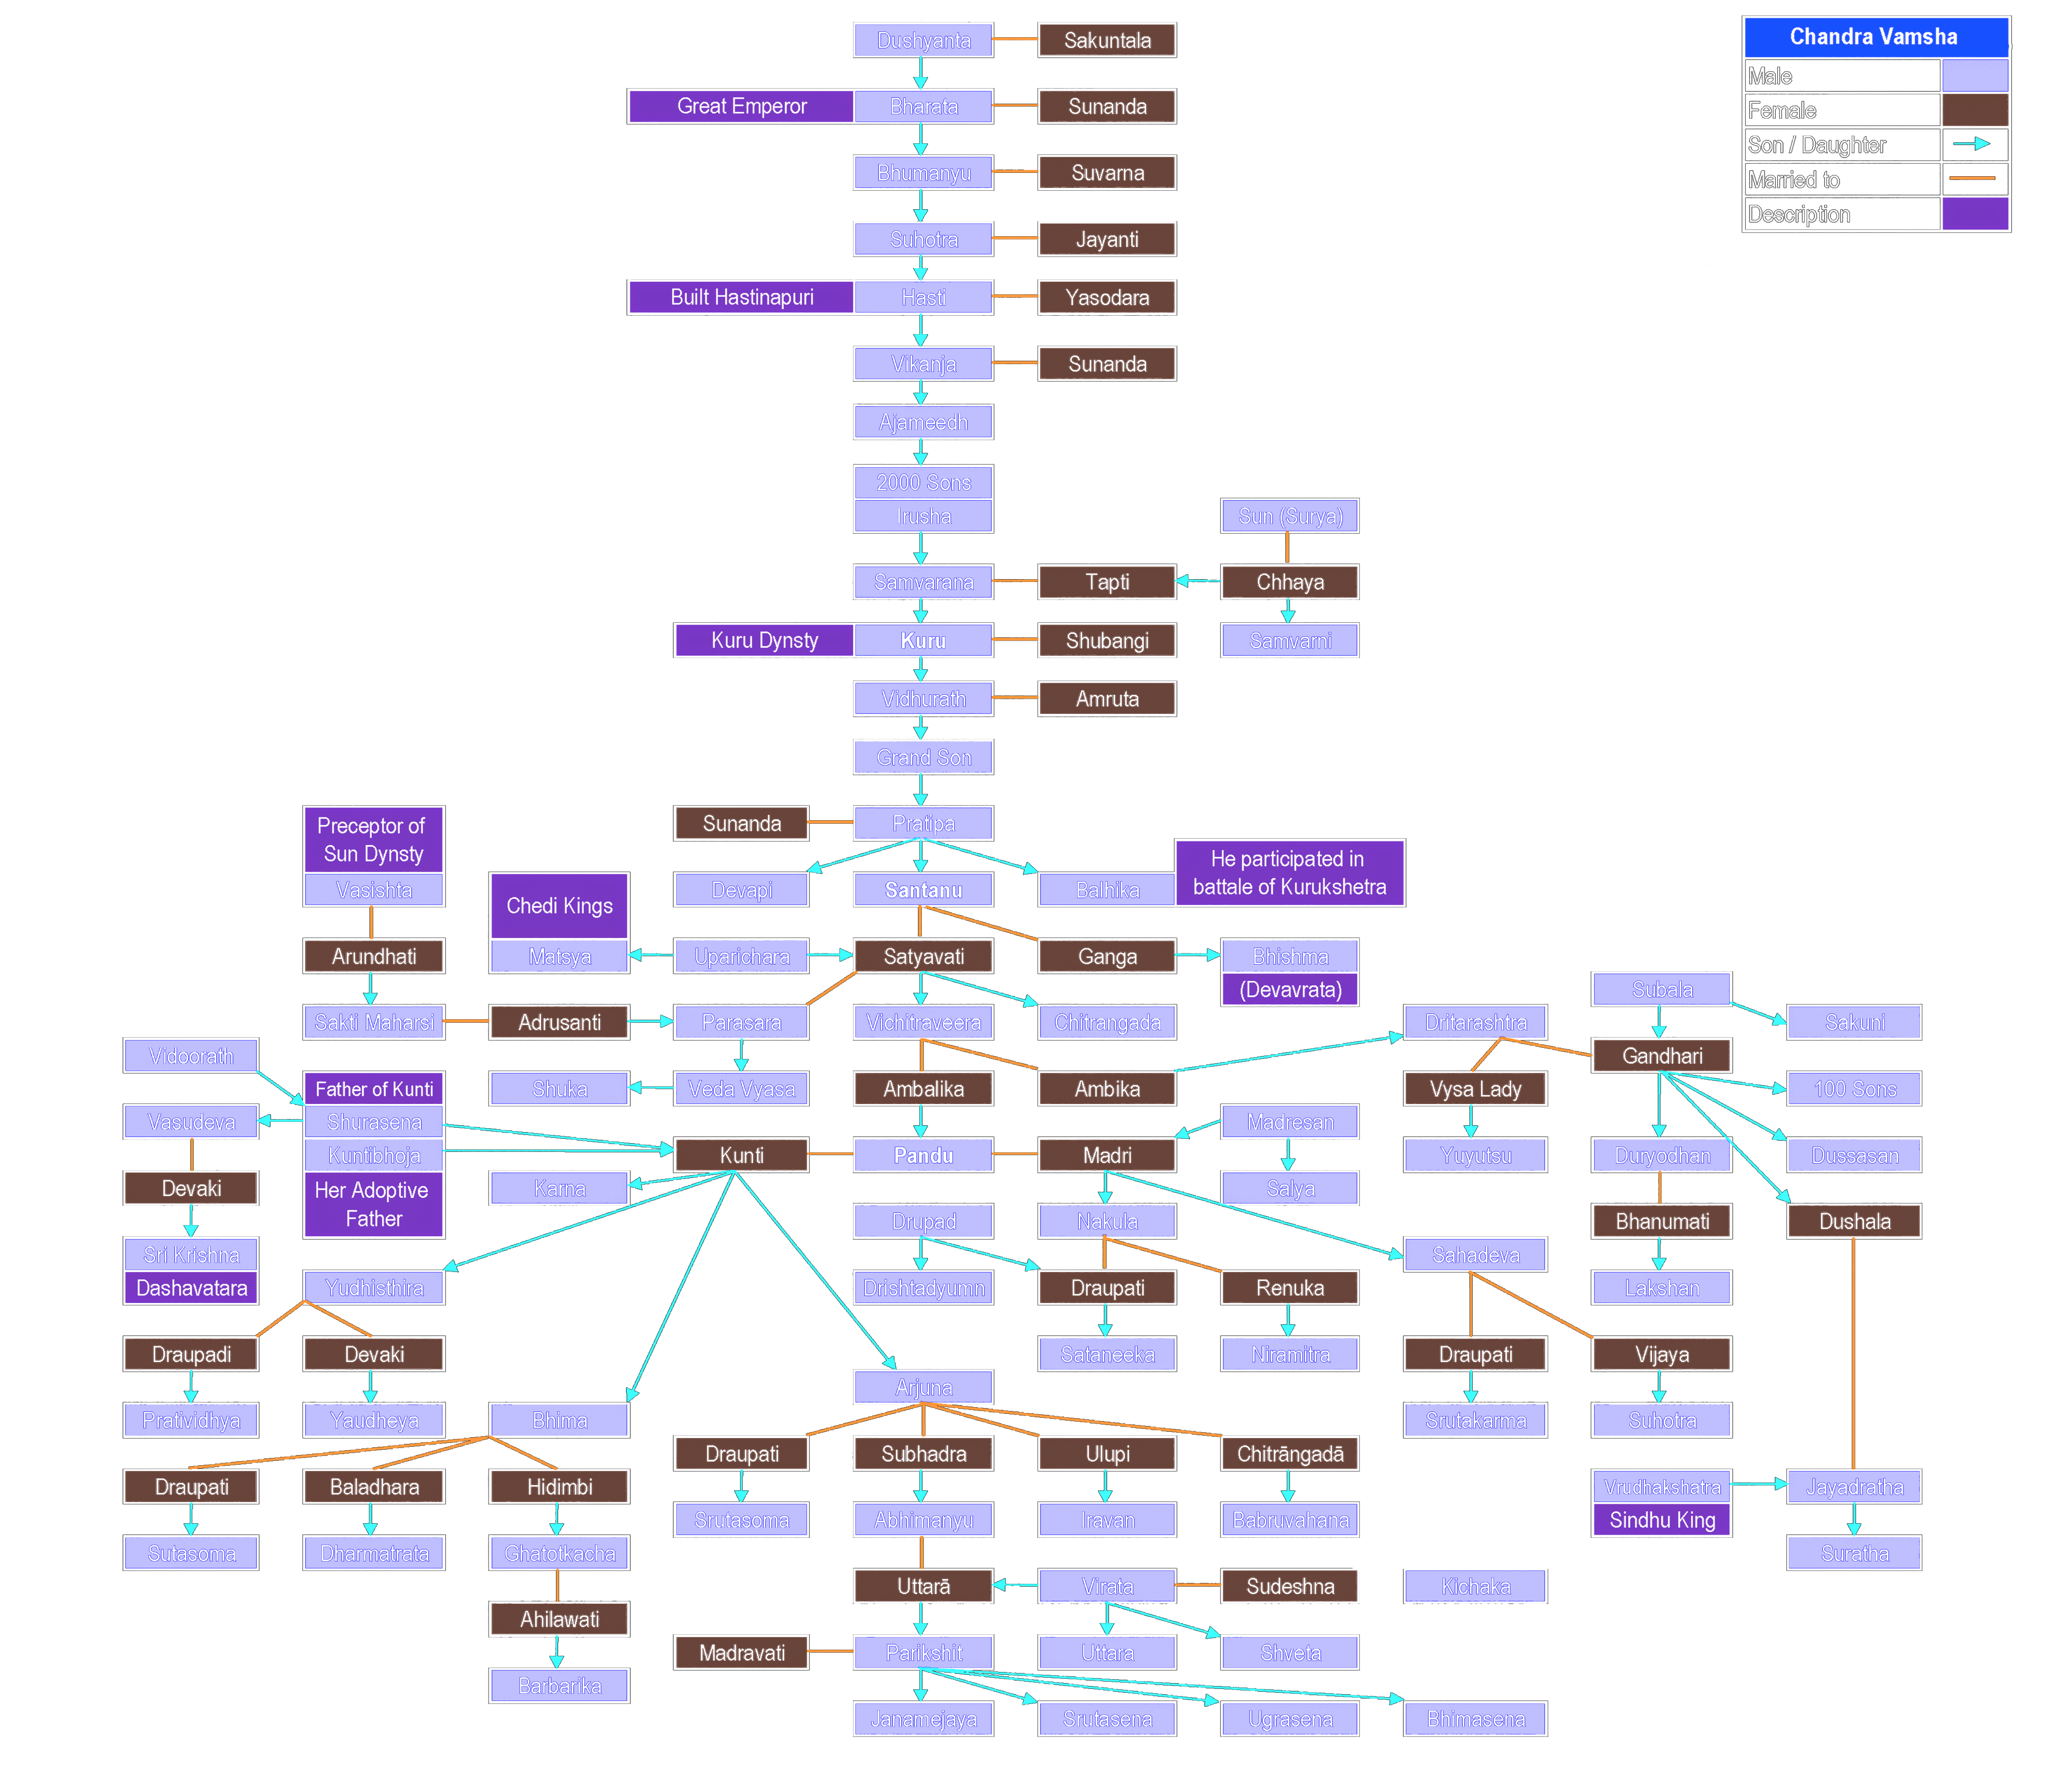 Chandra Vamsha
Male
Female
Son / Daughter
Married to
Description
Dushyanta
Sakuntala
Great Emperor
Bharata
Sunanda
Bhumanyu
Suvarna
Suhotra
Jayanti
Built Hastinapuri
Hasti
Yasodara
Vikanja
Sunanda
Ajameedh
2000 Sons
Irusha
Sun (Surya)
Samvarana
Tapti
Chhaya
Kuru Dynsty
Kuru
Shubangi
Samvarni
Vidhurath
Amruta
Grand Son
Preceptor of
Sun Dynsty
Vasishta
Sunanda
Pratipa
Chedi Kings
Devapi
Santanu
Balhika
He participated in
battale of Kurukshetra
Arundhati
Matsya
Uparichara
Satyavati
Ganga
Bhishma
(Devavrata)
Subala
Sakti Maharsi
Adrusanti
Parasara
Vichitraveera
Chitrangada
Dritarashtra
Sakuni
Vidoorath
Gandhari
Father of Kunti
Shuka
Veda Vyasa
Ambalika
Ambika
Vysa Lady
100 Sons
Vasudeva
Shurasena
Madresan
Kuntibhoja
Kunti
Pandu
Madri
Yuyutsu
Duryodhan
Dussasan
Devaki
Her Adoptive
Father
Karna
Salya
Drupad
Nakula
Bhanumati
Dushala
Sri Krishna
Dashavatara
Sahadeva
Yudhisthira
Drishtadyumn
Draupati
Renuka
Lakshan
Draupadi
Devaki
Sataneeka
Niramitra
Draupati
Vijaya
Arjuna
Prativdhya
Yaudheya
Bhima
Srutakarma
Suhotra
Draupati
Subhadra
Ulupi
Chitrāngadā
Draupati
Baladhara
Hidimbi
Vrudhakshatra
Jayadratha
Srutasoma
Abhimanyu
Iravan
Babruvahana
Sindhu King
Sutasoma
Dharmatrata
Ghatotkacha
Suratha
Uttarā
Virata
Sudeshna
Kichaka
Ahilawati
Madravati
Parikshit
Uttara
Shveta
Barbarika
Janamejaya
Srutasena
Ugrasena
Bhimasena